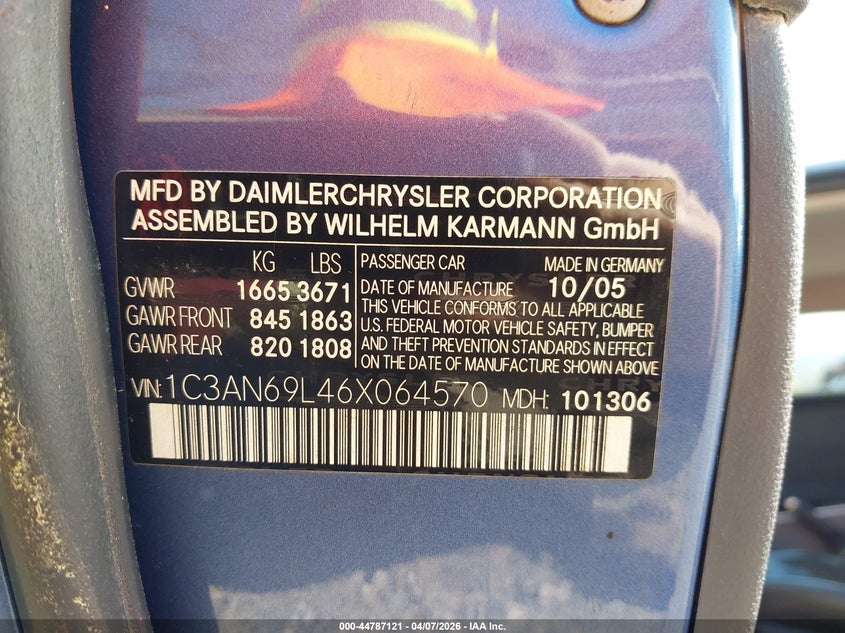 MFD BY DAIMLERCHRYSLER CORPORATION
ASSEMBLED BY WILHELM KARMANN GmbH
KG LBS
GVWR 1665 3671
GAWR FRONT 845 1863
GAWR REAR 820 1808
PASSENGER CAR MADE IN GERMANY
DATE OF MANUFACTURE 10/05
THIS VEHICLE CONFORMS TO ALL APPLICABLE
U.S. FEDERAL MOTOR VEHICLE SAFETY, BUMPER
AND THEFT PREVENTION STANDARDS IN EFFECT
ON THE DATE OF MANUFACTURE SHOWN ABOVE
VIN: 1C3AN69L46X064570 MDH: 101306
000-44787121 - 04/07/2026 - IAA Inc.